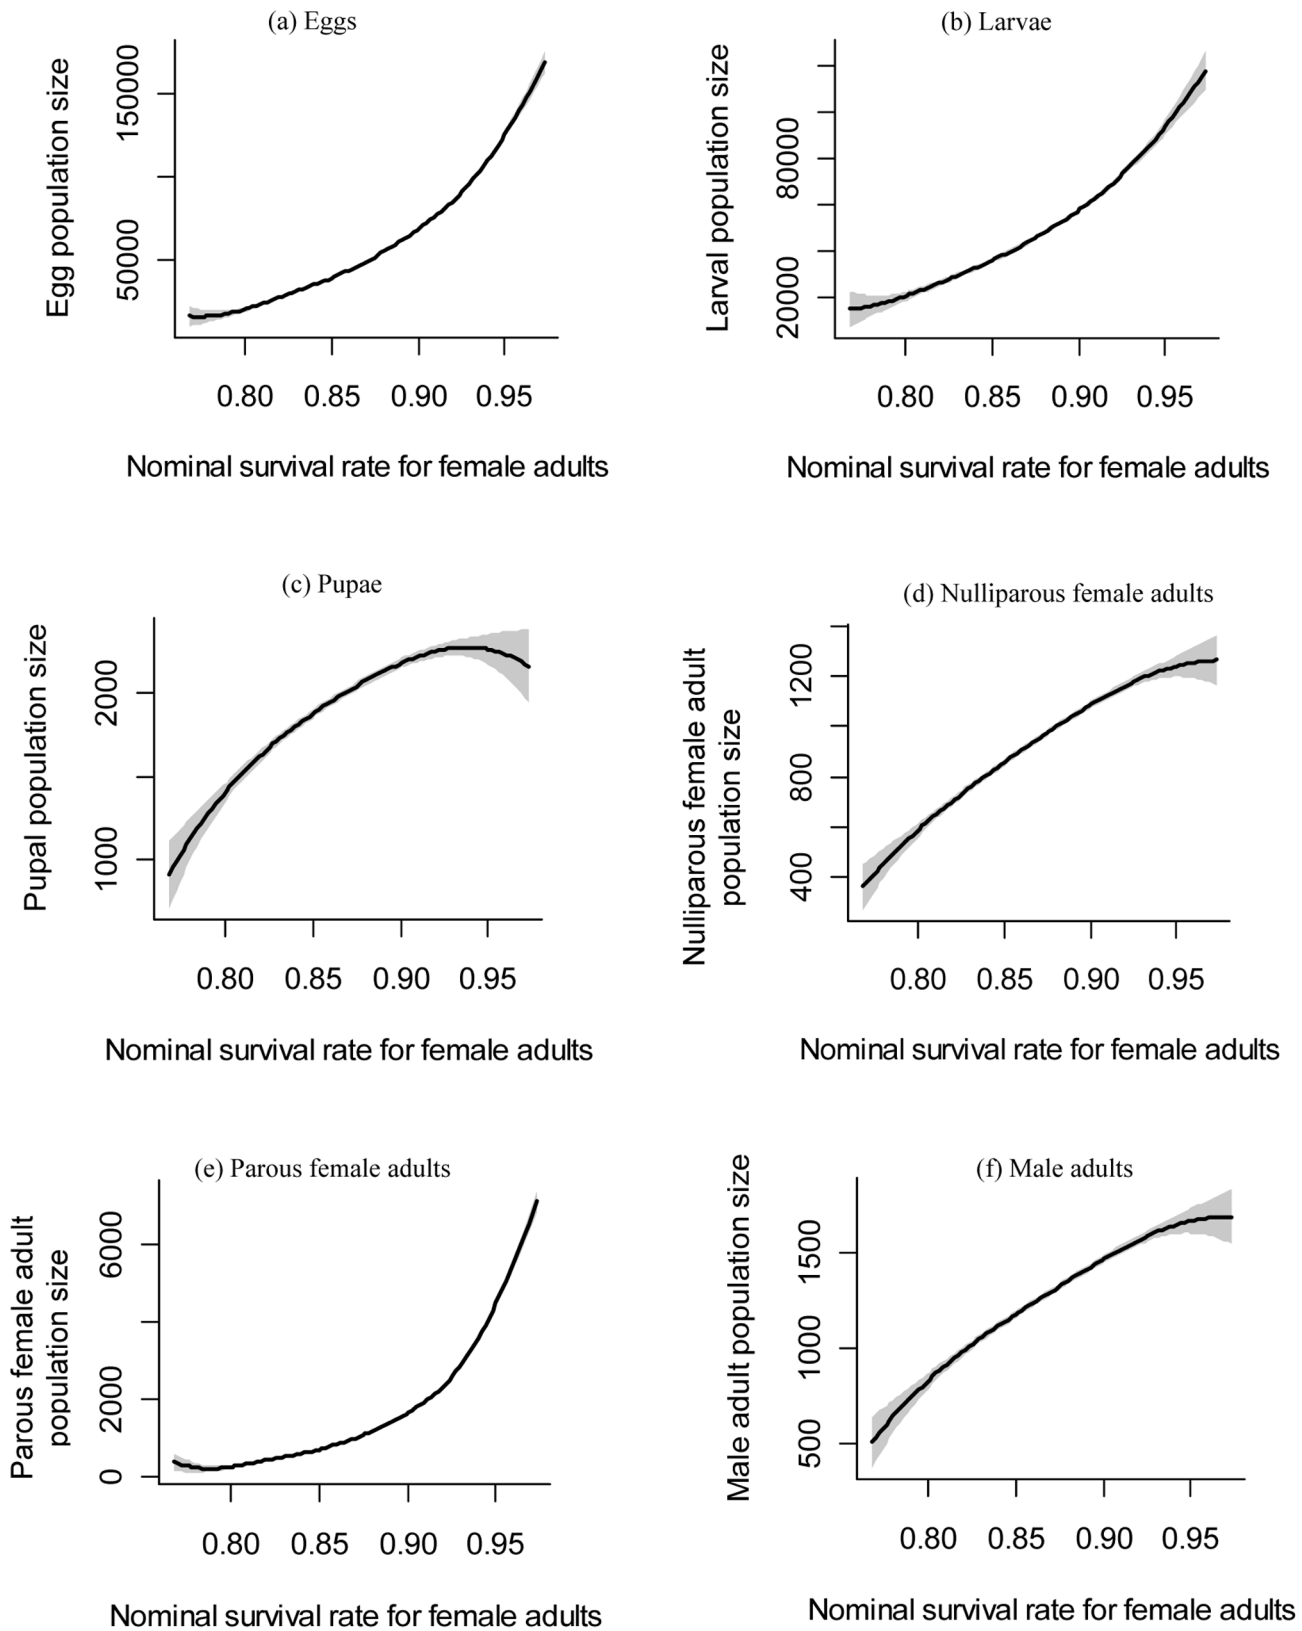 (a) Eggs
Egg population size
150000
50000
0.80 0.85 0.90 0.95
Nominal survival rate for female adults
(b) Larvae
Larval population size
80000
20000
0.80 0.85 0.90 0.95
Nominal survival rate for female adults
(c) Pupae
Pupal population size
2000
1000
0.80 0.85 0.90 0.95
Nominal survival rate for female adults
(d) Nulliparous female adults
Nulliparous female adult
population size
1200
800
400
0.80 0.85 0.90 0.95
Nominal survival rate for female adults
(e) Parous female adults
Parous female adult
population size
6000
2000
0
0.80 0.85 0.90 0.95
Nominal survival rate for female adults
(f) Male adults
Male adult population size
1500
1000
500
0.80 0.85 0.90 0.95
Nominal survival rate for female adults